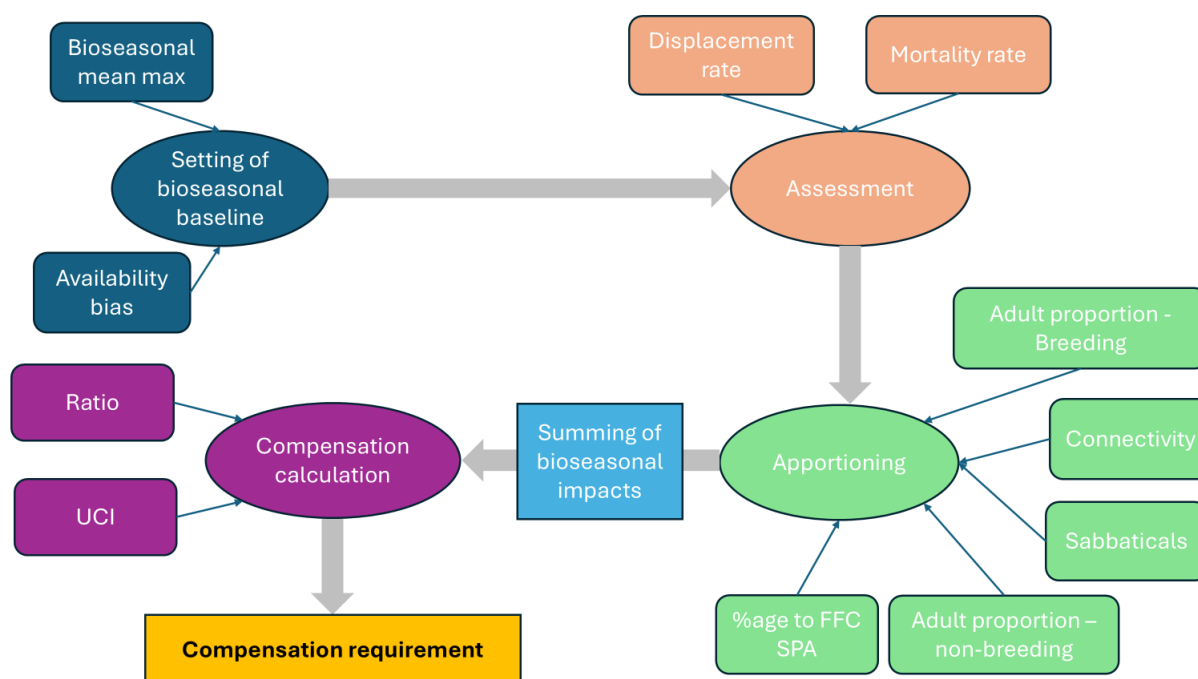 Bioseasonal
mean max
Displacement
rate
Mortality rate
Setting of
bioseasonal
baseline
Assessment
Availability
bias
Adult proportion -
Breeding
Ratio
Summing of
bioseasonal
impacts
Compensation
calculation
Apportioning
Connectivity
UCI
Sabbaticals
%age to FFC
SPA
Adult proportion –
non-breeding
Compensation requirement